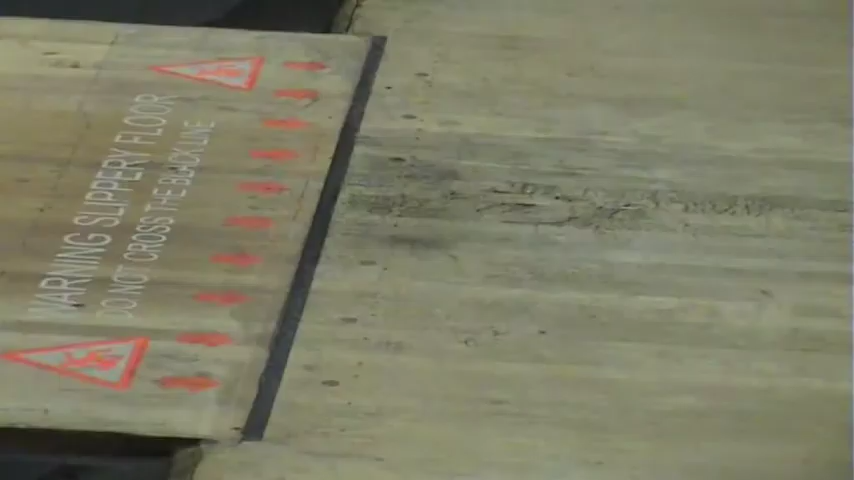 WARNING SLIPPERY FLOOR
DO NOT CROSS THE BLACK LINE